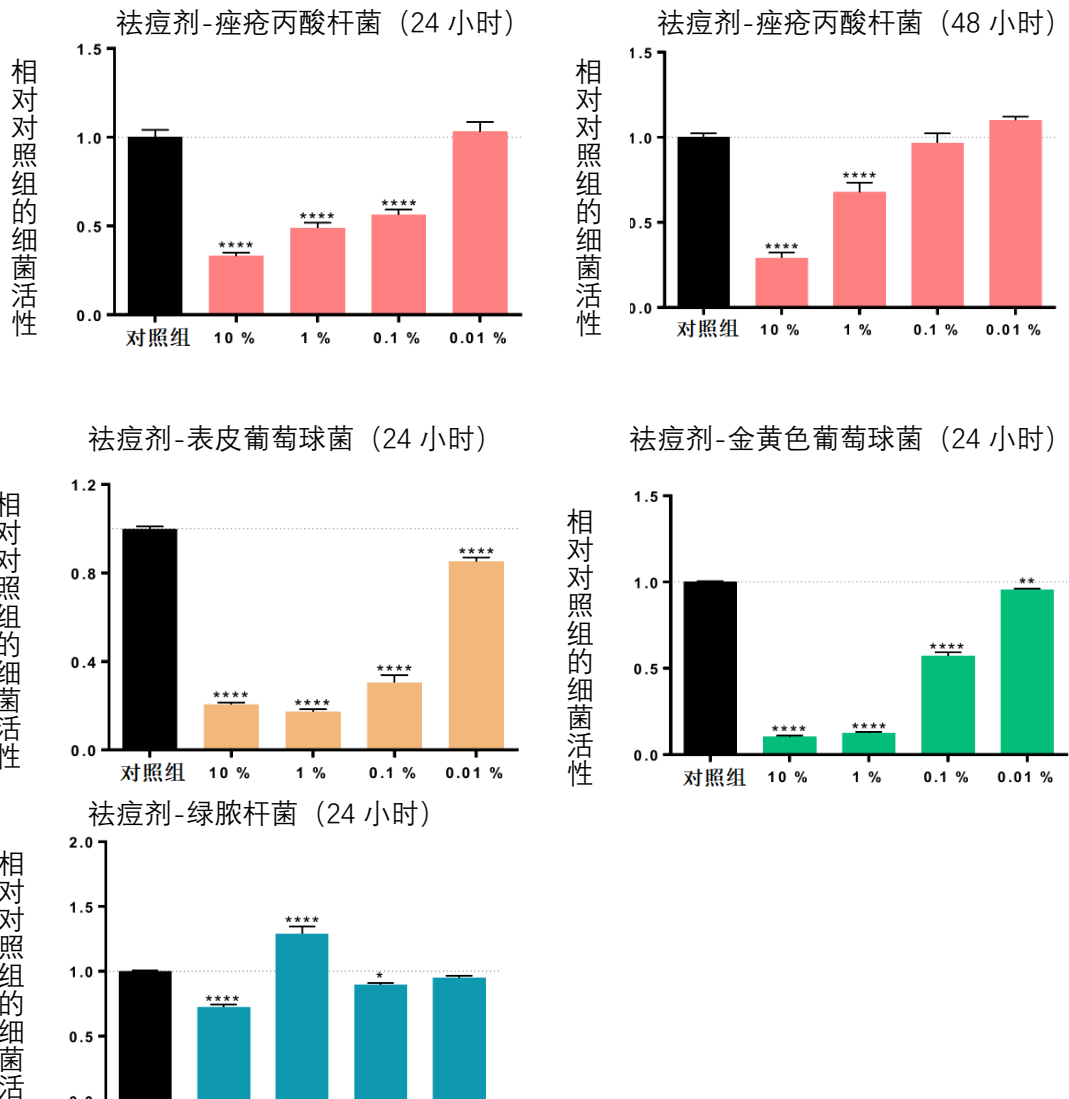 祛痘剂-痤疮丙酸杆菌（24 小时）
相对对照组的细菌活性
1.5
1.0
0.5
0.0
****
****
****
对照组 10 % 1 % 0.1 % 0.01 %
祛痘剂-痤疮丙酸杆菌（48 小时）
相对对照组的细菌活性
1.5
1.0
0.5
0.0
****
****
对照组 10 % 1 % 0.1 % 0.01 %
祛痘剂-表皮葡萄球菌（24 小时）
相对对照组的细菌活性
1.2
0.8
0.4
0.0
****
****
****
****
对照组 10 % 1 % 0.1 % 0.01 %
祛痘剂-金黄色葡萄球菌（24 小时）
相对对照组的细菌活性
1.5
1.0
0.5
0.0
****
****
****
**
对照组 10 % 1 % 0.1 % 0.01 %
祛痘剂-绿脓杆菌（24 小时）
相对对照组的细菌活
2.0
1.5
1.0
0.5
****
****
*